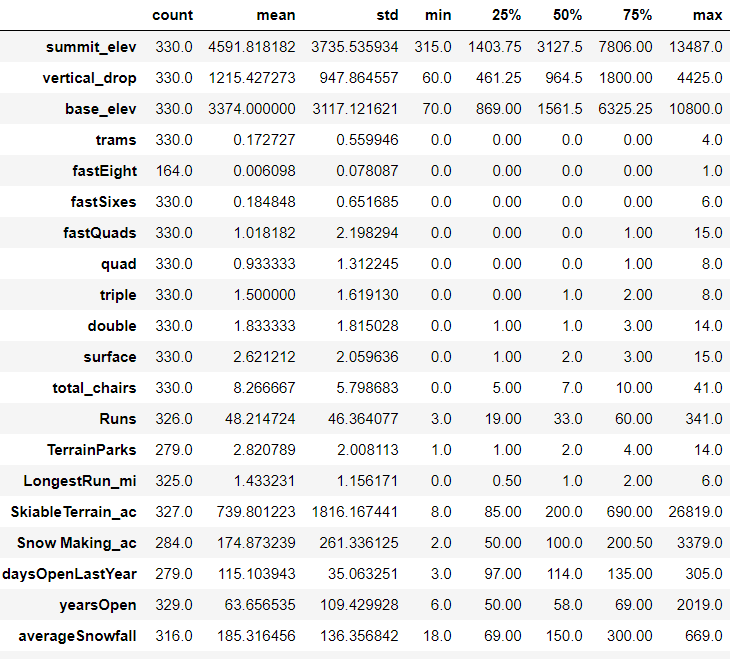 count mean std min 25% 50% 75% max
summit_elev 330.0 4591.818182 3735.535934 315.0 1403.75 3127.5 7806.00 13487.0
vertical_drop 330.0 1215.427273 947.864557 60.0 461.25 964.5 1800.00 4425.0
base_elev 330.0 3374.000000 3117.121621 70.0 869.00 1561.5 6325.25 10800.0
trams 330.0 0.172727 0.559946 0.0 0.00 0.0 0.00 4.0
fastEight 164.0 0.006098 0.078087 0.0 0.00 0.0 0.00 1.0
fastSixes 330.0 0.184848 0.651685 0.0 0.00 0.0 0.00 6.0
fastQuads 330.0 1.018182 2.198294 0.0 0.00 0.0 1.00 15.0
quad 330.0 0.933333 1.312245 0.0 0.00 0.0 1.00 8.0
triple 330.0 1.500000 1.619130 0.0 0.00 1.0 2.00 8.0
double 330.0 1.833333 1.815028 0.0 1.00 1.0 3.00 14.0
surface 330.0 2.621212 2.059636 0.0 1.00 2.0 3.00 15.0
total_chairs 330.0 8.266667 5.798683 0.0 5.00 7.0 10.00 41.0
Runs 326.0 48.214724 46.364077 3.0 19.00 33.0 60.00 341.0
TerrainParks 279.0 2.820789 2.008113 1.0 1.00 2.0 4.00 14.0
LongestRun_mi 325.0 1.433231 1.156171 0.0 0.50 1.0 2.00 6.0
SkiableTerrain_ac 327.0 739.801223 1816.167441 8.0 85.00 200.0 690.00 26819.0
Snow Making_ac 284.0 174.873239 261.336125 2.0 50.00 100.0 200.50 3379.0
daysOpenLastYear 279.0 115.103943 35.063251 3.0 97.00 114.0 135.00 305.0
yearsOpen 329.0 63.656535 109.429928 6.0 50.00 58.0 69.00 2019.0
averageSnowfall 316.0 185.316456 136.356842 18.0 69.00 150.0 300.00 669.0